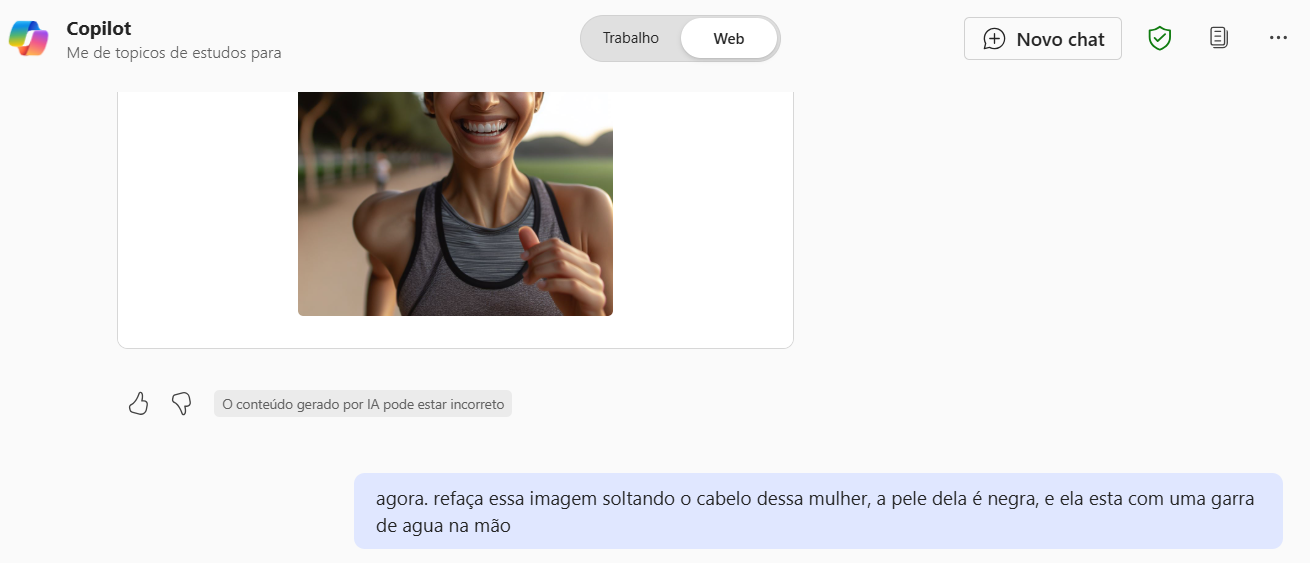 Copilot
Me de topicos de estudos para
Trabalho
Web
Novo chat
O conteúdo gerado por IA pode estar incorreto
agora. refaça essa imagem soltando o cabelo dessa mulher, a pele dela é negra, e ela esta com uma garra
de agua na mão